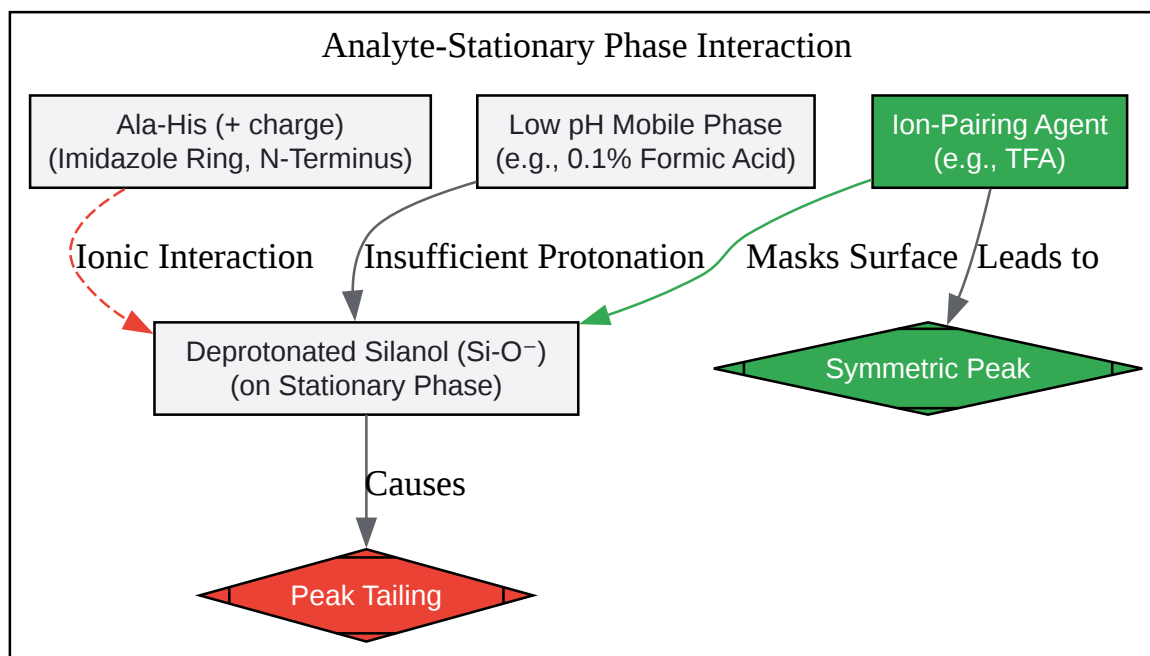 Analyte-Stationary Phase Interaction
Ala-His (+ charge)
(Imidazole Ring, N-Terminus)
Low pH Mobile Phase
(e.g., 0.1% Formic Acid)
Ion-Pairing Agent
(e.g., TFA)
Ionic Interaction
Insufficient Protonation
Masks Surface
Leads to
Deprotonated Silanol (Si-O⁻)
(on Stationary Phase)
Symmetric Peak
Causes
Peak Tailing